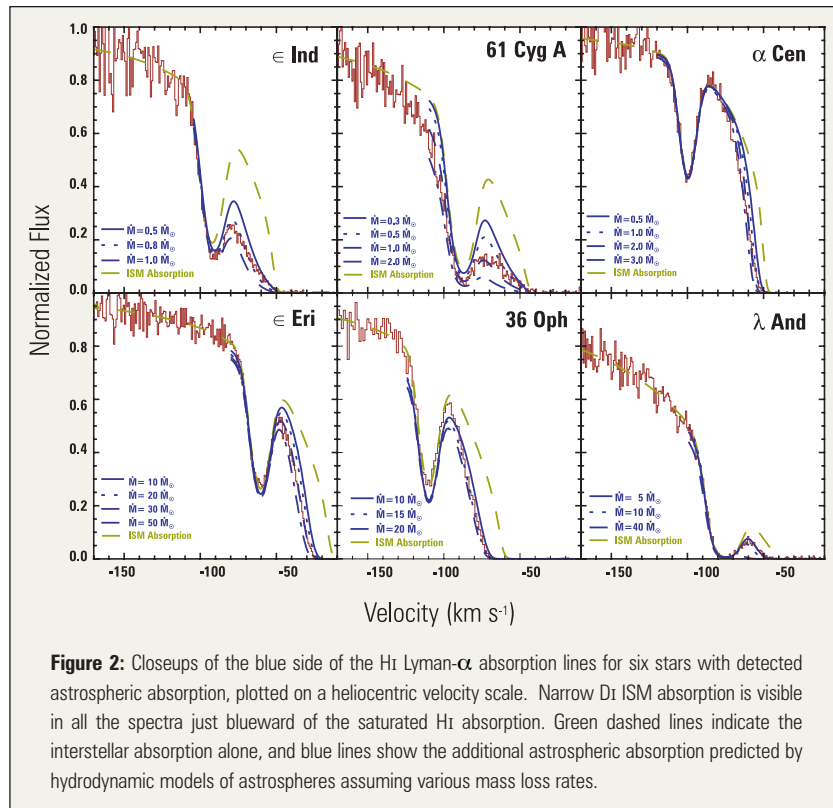 Normalized Flux
1.0
0.8
0.6
0.4
0.2
0.0
∈ Ind
Ṁ=0.5 Ṁ☉
Ṁ=0.8 Ṁ☉
Ṁ=1.0 Ṁ☉
ISM Absorption
61 Cyg A
Ṁ=0.3 Ṁ☉
Ṁ=0.5 Ṁ☉
Ṁ=1.0 Ṁ☉
Ṁ=2.0 Ṁ☉
ISM Absorption
α Cen
Ṁ=0.5 Ṁ☉
Ṁ=1.0 Ṁ☉
Ṁ=2.0 Ṁ☉
Ṁ=3.0 Ṁ☉
ISM Absorption
0.8
0.6
0.4
0.2
0.0
∈ Eri
Ṁ= 10 Ṁ☉
Ṁ= 20 Ṁ☉
Ṁ= 30 Ṁ☉
Ṁ= 50 Ṁ☉
ISM Absorption
36 Oph
Ṁ=10 Ṁ☉
Ṁ=15 Ṁ☉
Ṁ=20 Ṁ☉
ISM Absorption
λ And
Ṁ= 5 Ṁ☉
Ṁ=10 Ṁ☉
Ṁ=40 Ṁ☉
ISM Absorption
-150 -100 -50 -150 -100 -50 -150 -100 -50
Velocity (km s⁻¹)
Figure 2: Closeups of the blue side of the HI Lyman-α absorption lines for six stars with detected
astrospheric absorption, plotted on a heliocentric velocity scale. Narrow DI ISM absorption is visible
in all the spectra just blueward of the saturated HI absorption. Green dashed lines indicate the
interstellar absorption alone, and blue lines show the additional astrospheric absorption predicted by
hydrodynamic models of astrospheres assuming various mass loss rates.